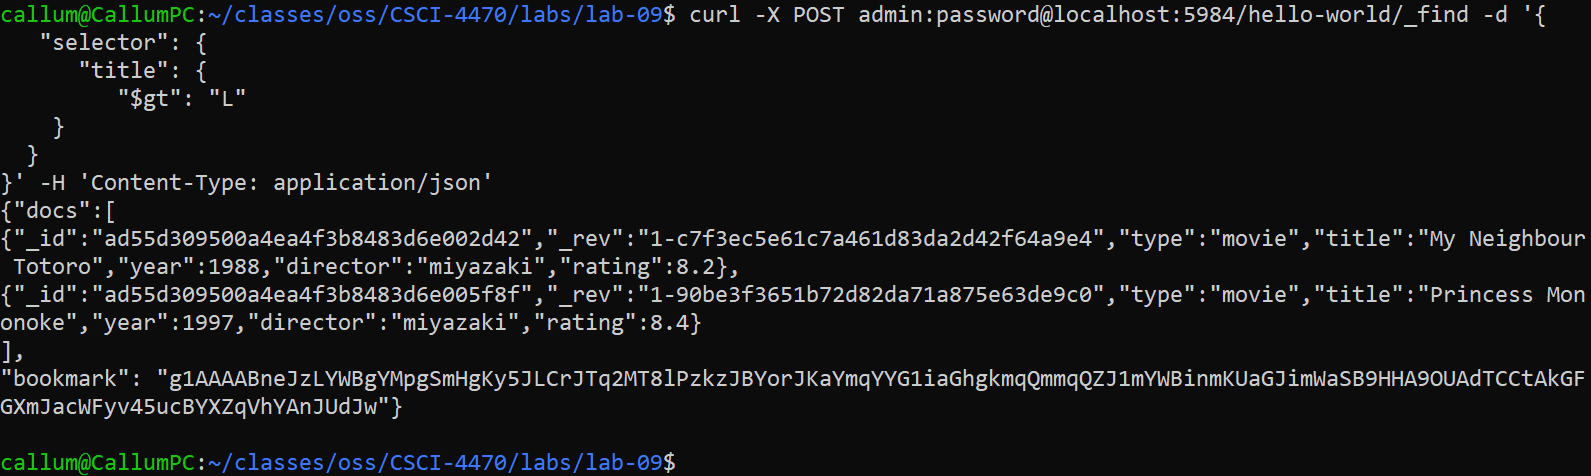 callum@CallumPC:~/classes/oss/CSCI-4470/labs/lab-09$ curl -X POST admin:password@localhost:5984/hello-world/_find -d '{
   "selector": {
      "title": {
         "$gt": "L"
    }
  }
}' -H 'Content-Type: application/json'
{"docs":[
{"_id":"ad55d309500a4ea4f3b8483d6e002d42","_rev":"1-c7f3ec5e61c7a461d83da2d42f64a9e4","type":"movie","title":"My Neighbour
 Totoro","year":1988,"director":"miyazaki","rating":8.2},
{"_id":"ad55d309500a4ea4f3b8483d6e005f8f","_rev":"1-90be3f3651b72d82da71a875e63de9c0","type":"movie","title":"Princess Mon
onoke","year":1997,"director":"miyazaki","rating":8.4}
],
"bookmark": "g1AAAABneJzLYWBgYMpgSmHgKy5JLCrJTq2MT8lPzkzJBYorJKaYmqYYG1iaGhgkmqQmmqQZJ1mYWBinmKUaGJimWaSB9HHA9OUAdTCCtAkGF
GXmJacWFyv45ucBYXZqVhYAnJUdJw"}
callum@CallumPC:~/classes/oss/CSCI-4470/labs/lab-09$